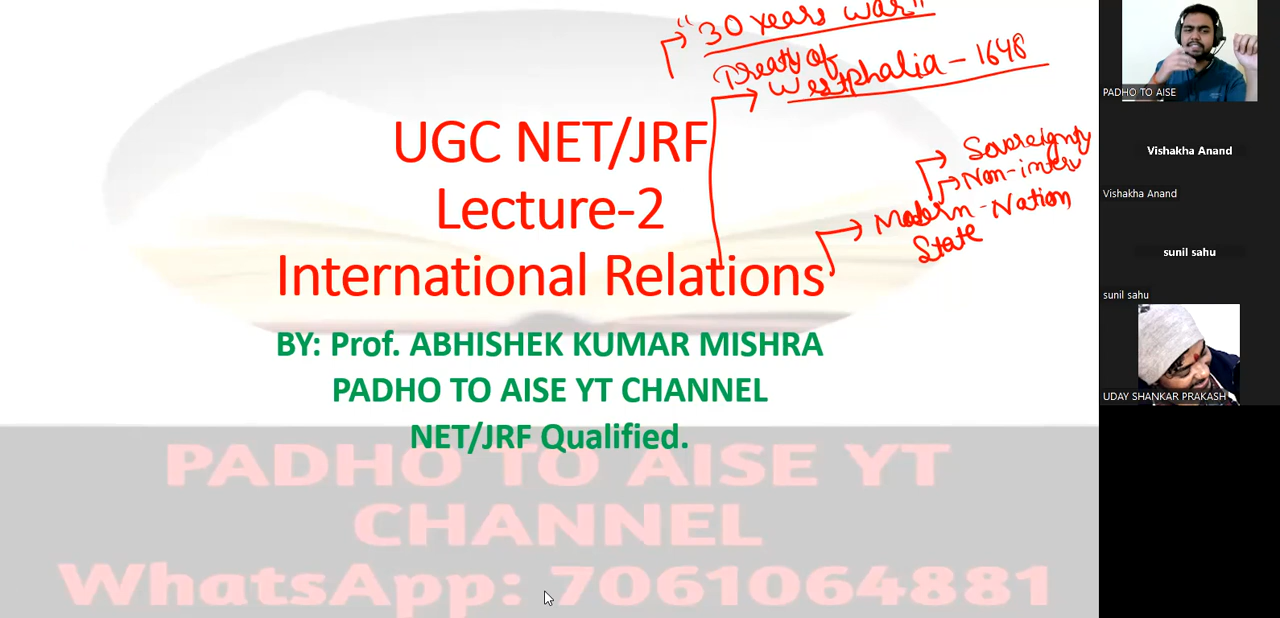 "30 Years war"
Treaty of
Westphalia - 1648
UGC NET/JRF
Lecture-2
International Relations
Sovereignty
Non-inter
Modern-Nation
State
BY: Prof. ABHISHEK KUMAR MISHRA
PADHO TO AISE YT CHANNEL
NET/JRF Qualified.
PADHO TO AISE YT
CHANNEL
WhatsApp: 7061064881
PADHO TO AISE
Vishakha Anand
Vishakha Anand
sunil sahu
sunil sahu
UDAY SHANKAR PRAKASH